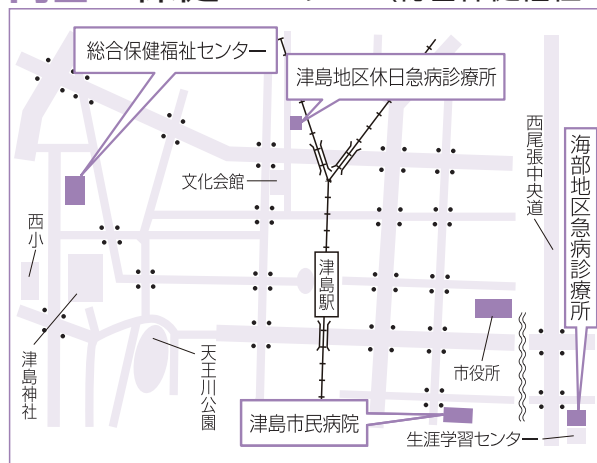 総合保健福祉センター
津島地区休日急病診療所
西尾張中央道
海部地区急病診療所
文化会館
西小
津島駅
津島神社
天王川公園
市役所
津島市民病院
生涯学習センター